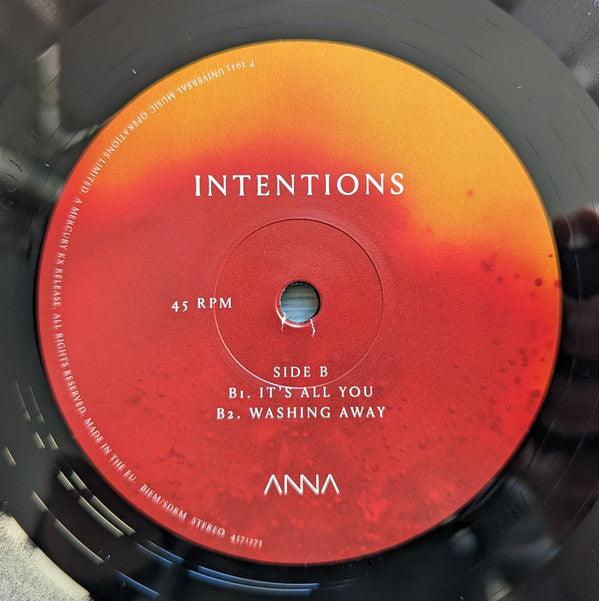 INTENTIONS
45 RPM
SIDE B
B1. IT'S ALL YOU
B2. WASHING AWAY
ANNA
P 2023 UNIVERSAL MUSIC OPERATIONS LIMITED. A MERCURY KX RELEASE. ALL RIGHTS RESERVED. MADE IN THE EU. BIEM/SDRM STEREO 4571275